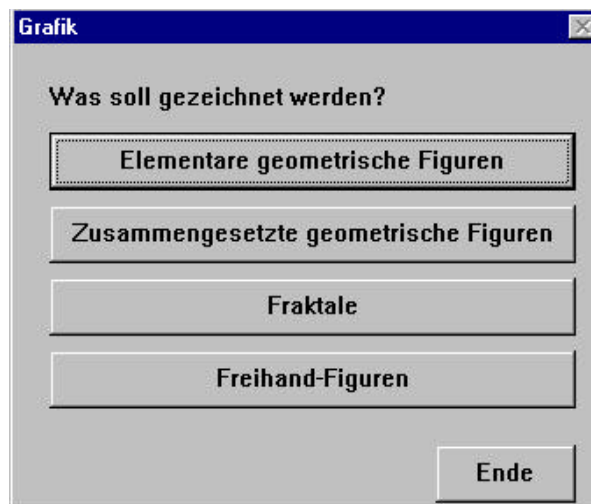 Grafik
Was soll gezeichnet werden?
Elementare geometrische Figuren
Zusammengesetzte geometrische Figuren
Fraktale
Freihand-Figuren
Ende